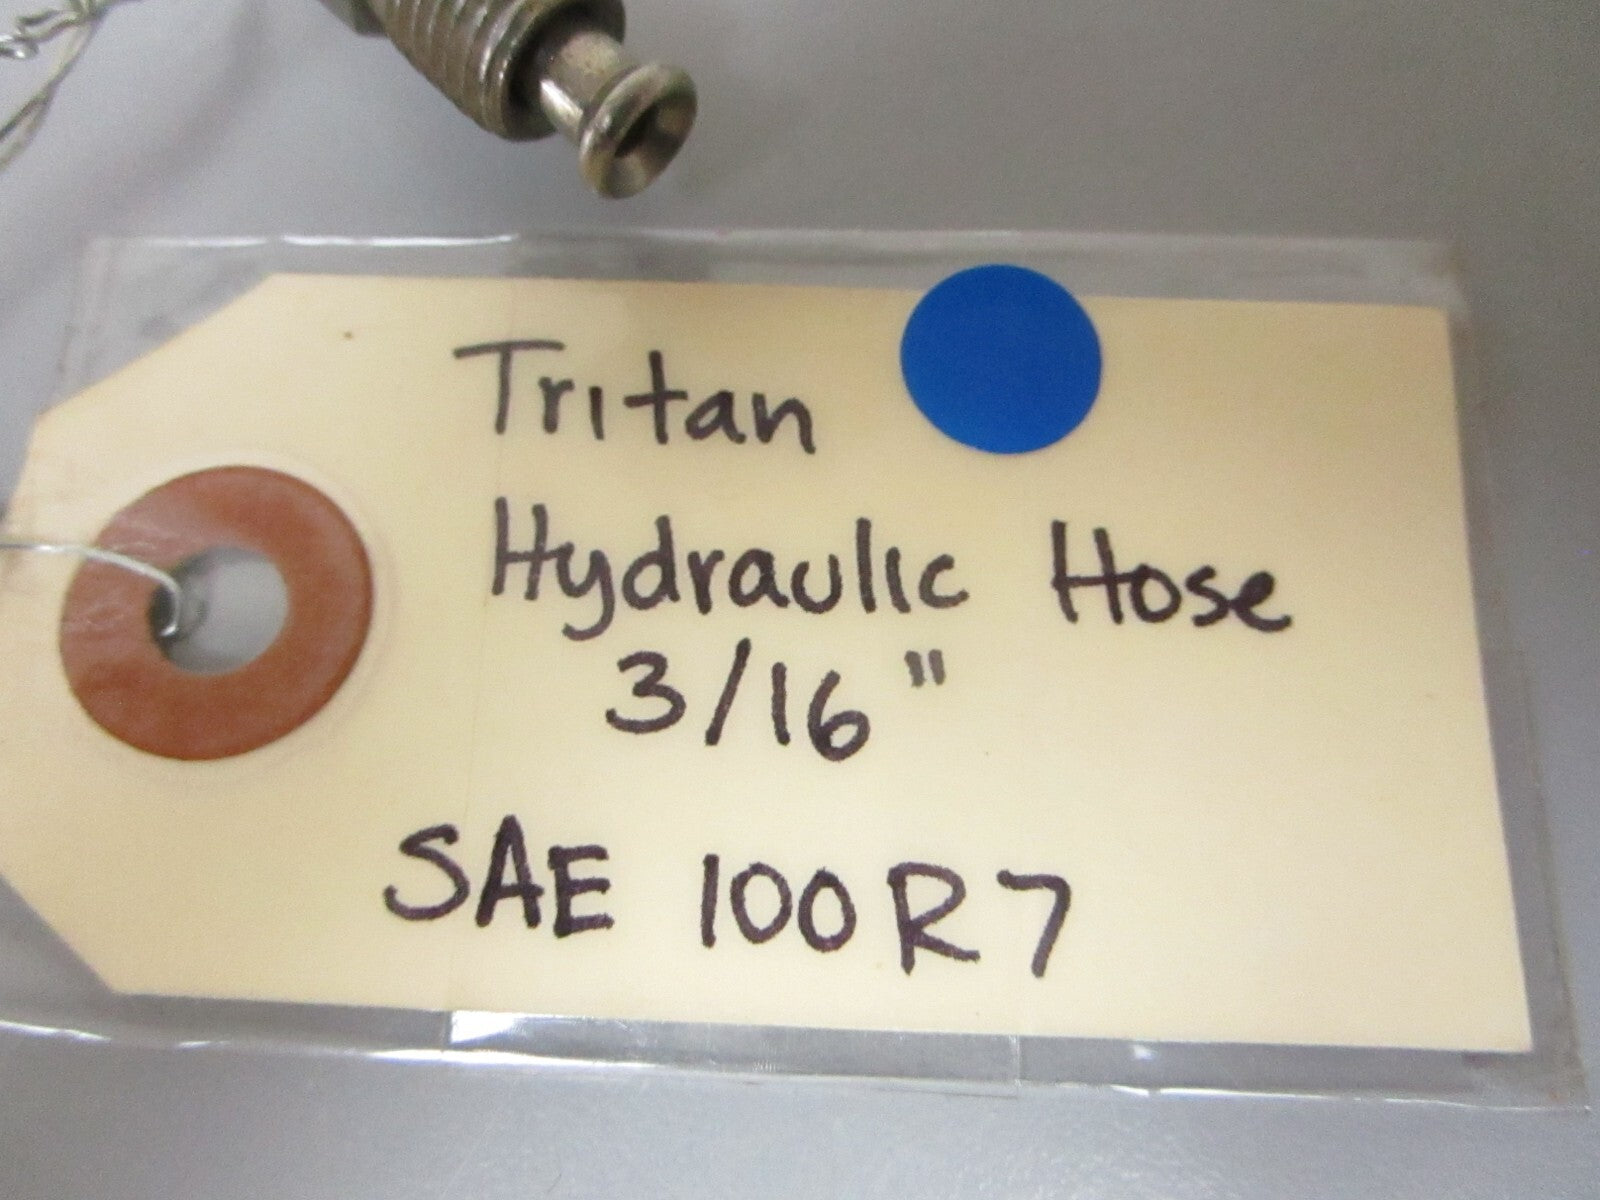 Tritan
Hydraulic Hose
3/16"
SAE 100R7